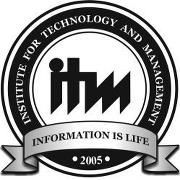 INSTITUTE FOR TECHNOLOGY AND MANAGEMENT
itm
INFORMATION IS LIFE
• 2005 •